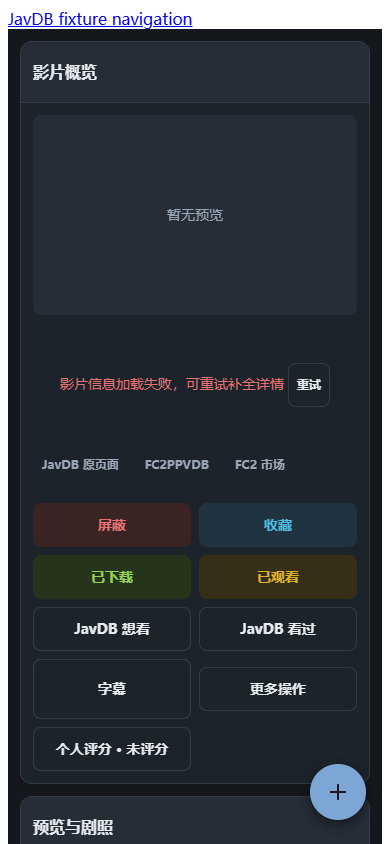 JavDB fixture navigation
影片概览
暂无预览
影片信息加载失败，可重试补全详情 重试
JavDB 原页面 FC2PPVDB FC2 市场
屏蔽 收藏
已下载 已观看
JavDB 想看 JavDB 看过
字幕 更多操作
个人评分 • 未评分
+
预览与剧照